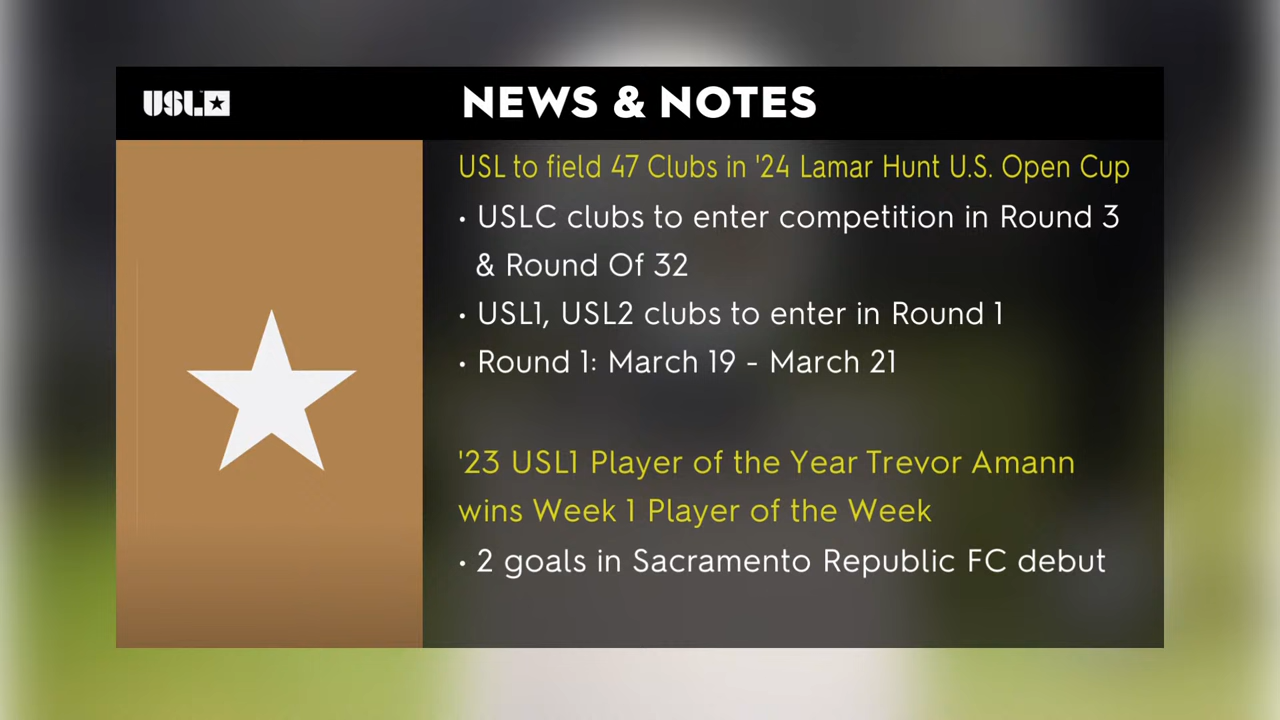 USL
NEWS & NOTES
USL to field 47 Clubs in '24 Lamar Hunt U.S. Open Cup
• USLC clubs to enter competition in Round 3
& Round Of 32
• USL1, USL2 clubs to enter in Round 1
• Round 1: March 19 - March 21
'23 USL1 Player of the Year Trevor Amann
wins Week 1 Player of the Week
• 2 goals in Sacramento Republic FC debut